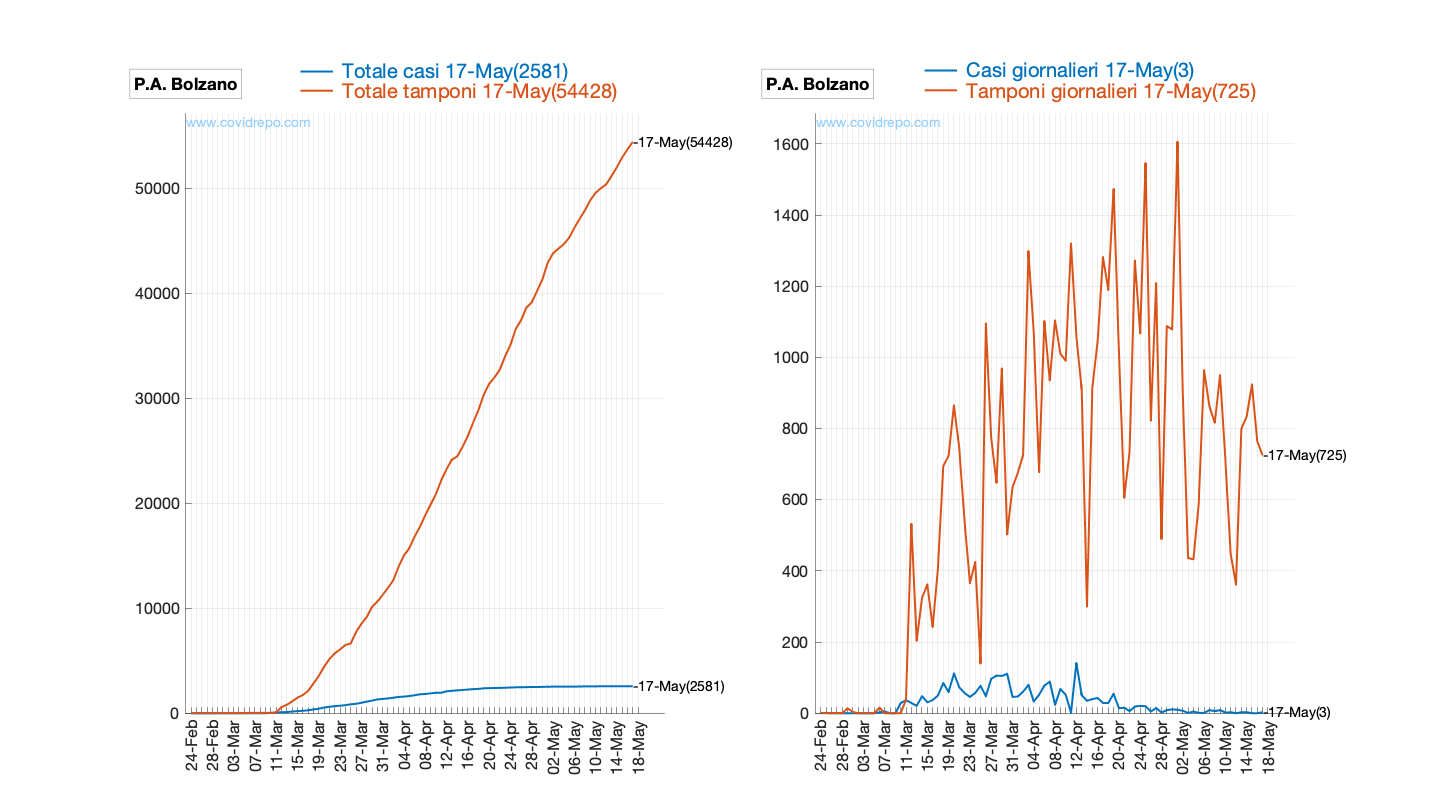 P.A. Bolzano
Totale casi 17-May(2581)
Totale tamponi 17-May(54428)
www.covidrepo.com
-17-May(54428)
50000
40000
30000
20000
10000
0
-17-May(2581)
24-Feb
28-Feb
03-Mar
07-Mar
11-Mar
15-Mar
19-Mar
23-Mar
27-Mar
31-Mar
04-Apr
08-Apr
12-Apr
16-Apr
20-Apr
24-Apr
28-Apr
02-May
06-May
10-May
14-May
18-May
P.A. Bolzano
Casi giornalieri 17-May(3)
Tamponi giornalieri 17-May(725)
www.covidrepo.com
1600
1400
1200
1000
800
600
400
200
0
-17-May(725)
-17-May(3)
24-Feb
28-Feb
03-Mar
07-Mar
11-Mar
15-Mar
19-Mar
23-Mar
27-Mar
31-Mar
04-Apr
08-Apr
12-Apr
16-Apr
20-Apr
24-Apr
28-Apr
02-May
06-May
10-May
14-May
18-May